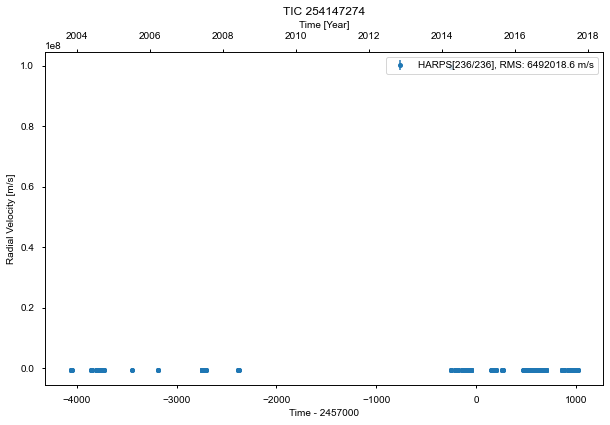 TIC 254147274
Time [Year]
2004 2006 2008 2010 2012 2014 2016 2018
1e8
HARPS[236/236], RMS: 6492018.6 m/s
1.0
0.8
0.6
0.4
0.2
0.0
Radial Velocity [m/s]
−4000 −3000 −2000 −1000 0 1000
Time - 2457000